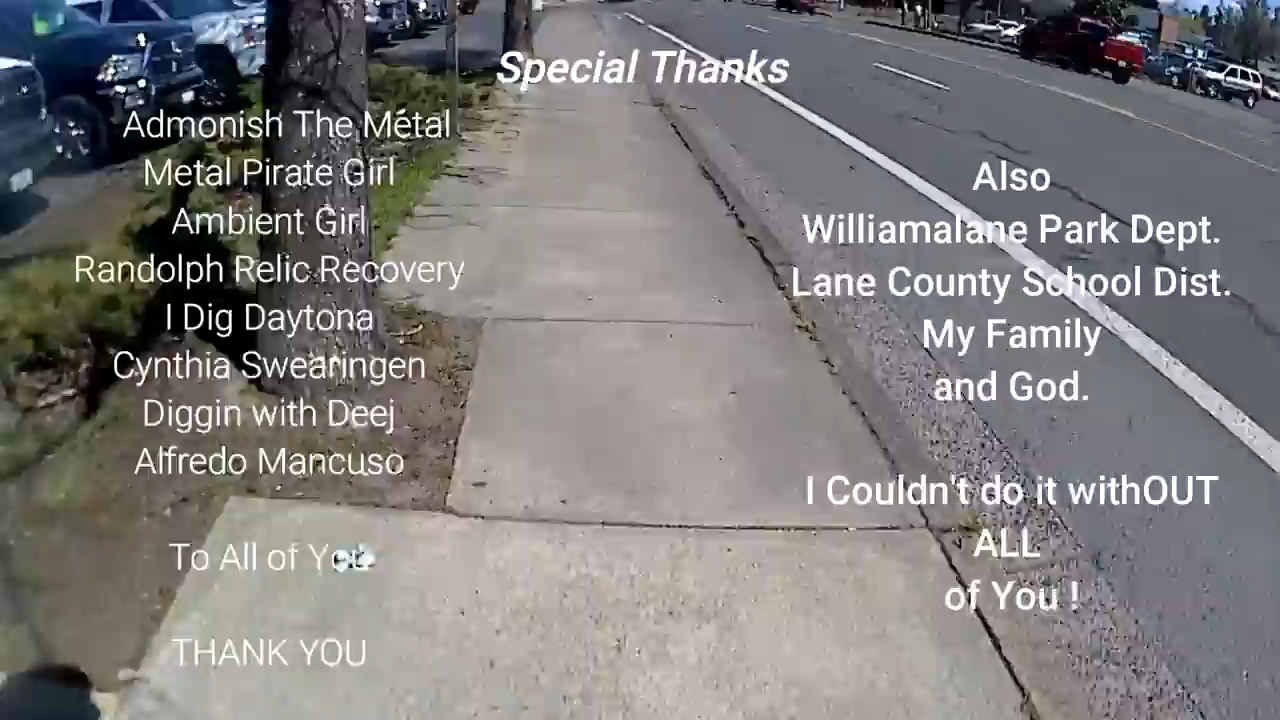 Special Thanks
Admonish The Metal
Metal Pirate Girl
Ambient Girl
Randolph Relic Recovery
I Dig Daytona
Cynthia Swearingen
Diggin with Deej
Alfredo Mancuso
To All of You
THANK YOU
Also
Williamalane Park Dept.
Lane County School Dist.
My Family
and God.
I Couldn't do it withOUT
ALL
of You !